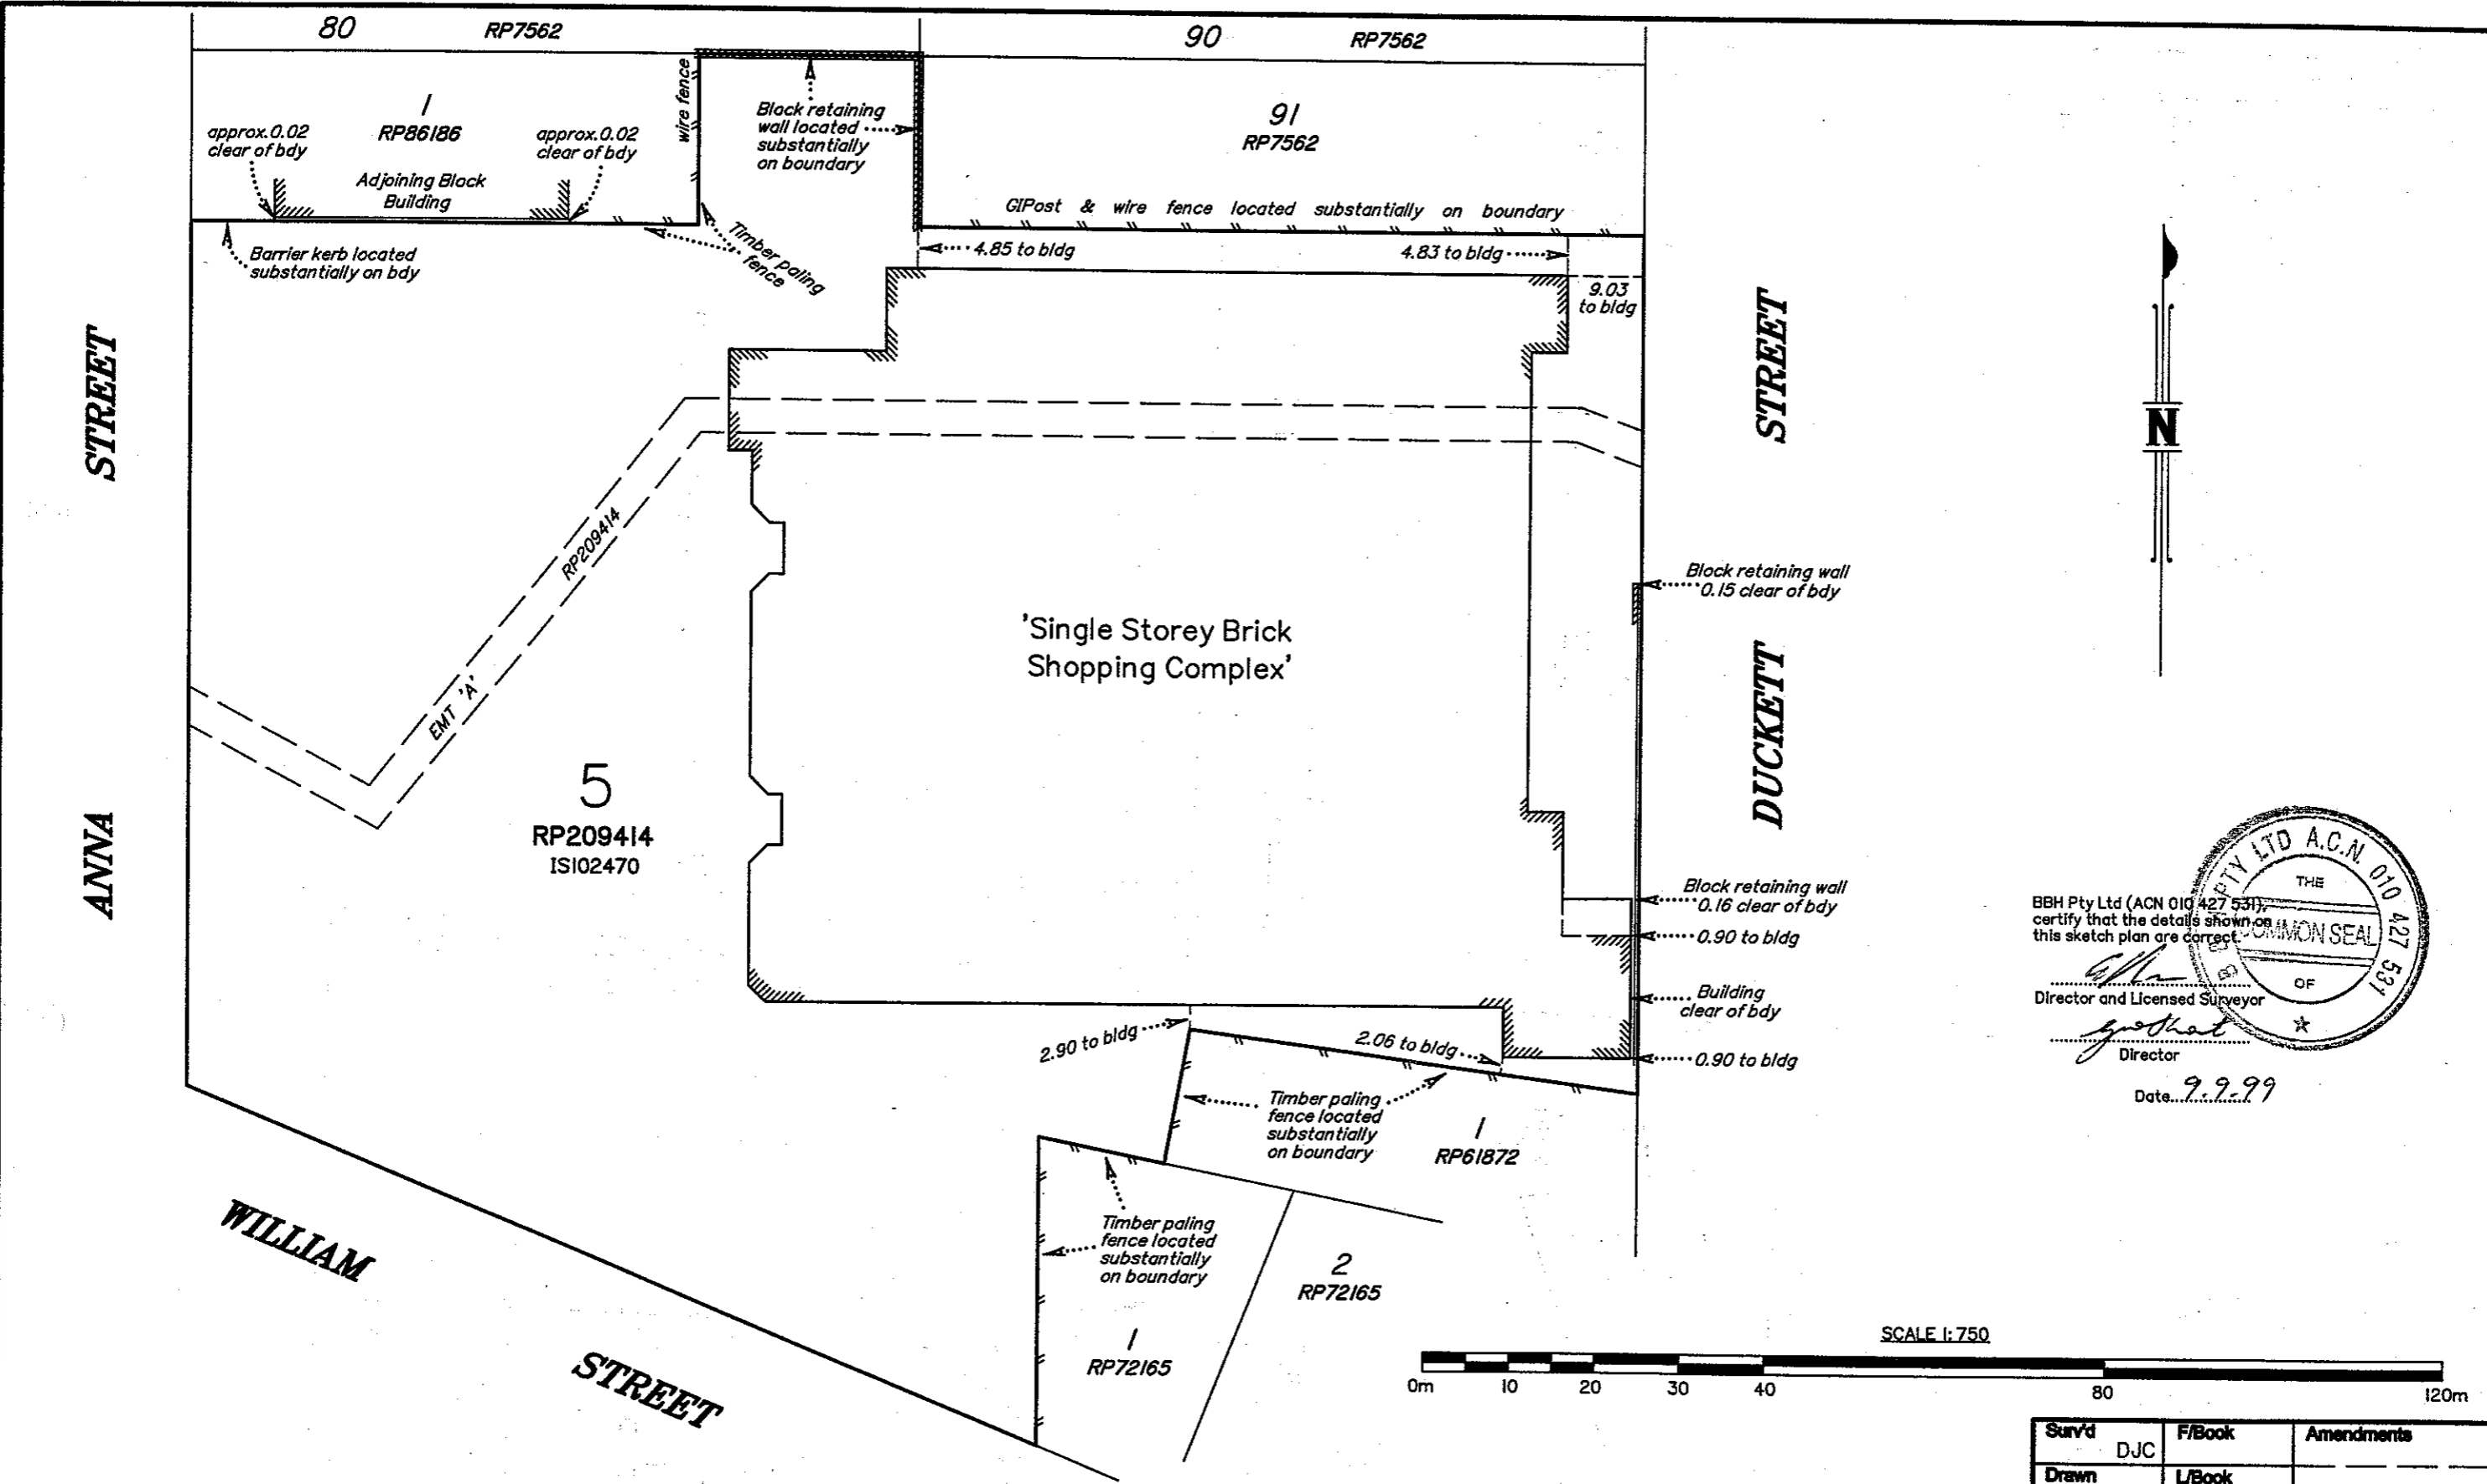 80
RP7562
90
RP7562
1
RP86186
approx.0.02
clear of bdy
approx.0.02
clear of bdy
Adjoining Block
Building
wire fence
Block retaining
wall located
substantially
on boundary
91
RP7562
GIPost & wire fence located substantially on boundary
Barrier kerb located
substantially on bdy
Timber paling
fence
4.85 to bldg
4.83 to bldg
9.03
to bldg
STREET
ANNA
STREET
DUCKETT
N
RP209414
EMT 'A'
'Single Storey Brick
Shopping Complex'
5
RP209414
IS102470
Block retaining wall
0.15 clear of bdy
Block retaining wall
0.16 clear of bdy
0.90 to bldg
Building
clear of bdy
0.90 to bldg
2.90 to bldg
2.06 to bldg
Timber paling
fence located
substantially
on boundary
1
RP61872
Timber paling
fence located
substantially
on boundary
2
RP72165
1
RP72165
WILLIAM
STREET
BBH Pty Ltd (ACN 010 427 531),
certify that the details shown on
this sketch plan are correct.
Director and Licensed Surveyor
Director
Date 9.9.99
PTY LTD A.C.N. 010 427 531
THE
COMMON SEAL
OF
SCALE 1:750
0m 10 20 30 40 80 120m
Surv'd DJC F/Book Amendments
Drawn L/Book